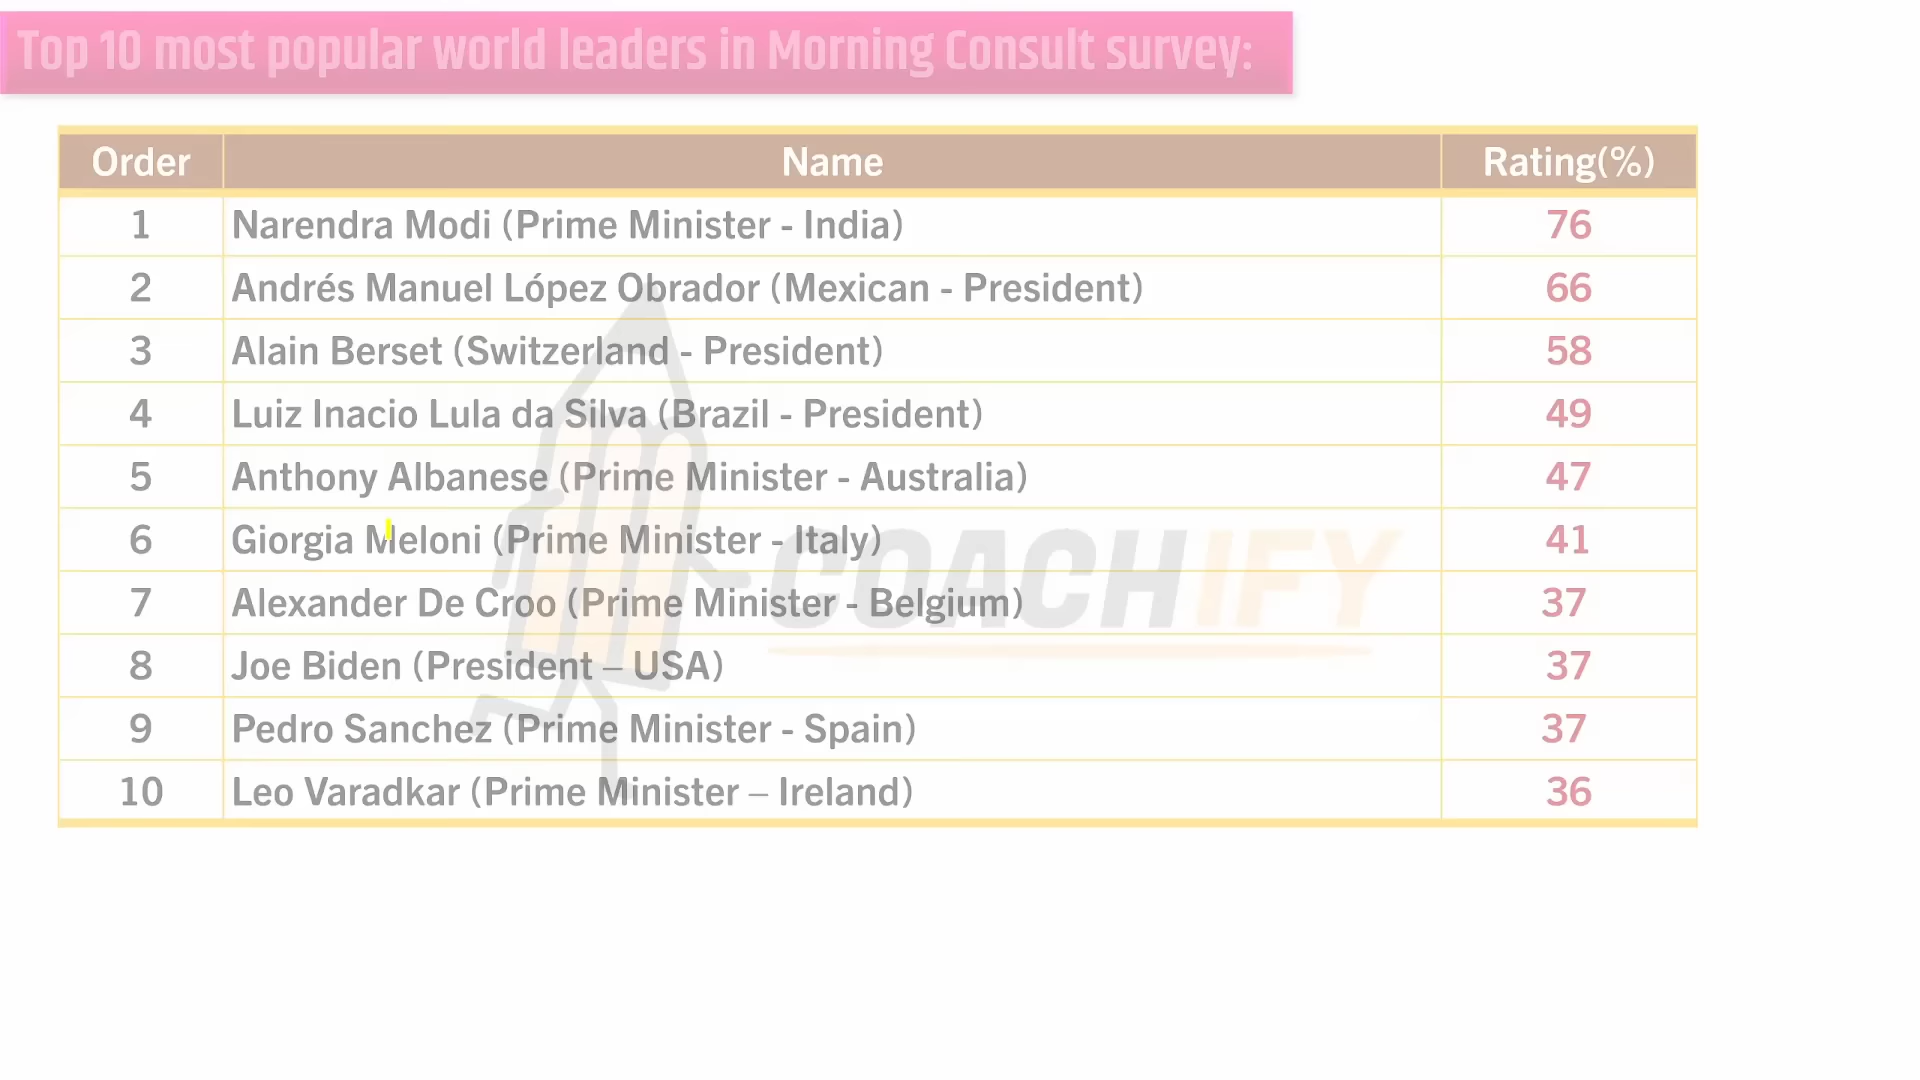 Top 10 most popular world leaders in Morning Consult survey:
Order Name Rating(%)
1 Narendra Modi (Prime Minister - India) 76
2 Andrés Manuel López Obrador (Mexican - President) 66
3 Alain Berset (Switzerland - President) 58
4 Luiz Inacio Lula da Silva (Brazil - President) 49
5 Anthony Albanese (Prime Minister - Australia) 47
6 Giorgia Meloni (Prime Minister - Italy) 41
7 Alexander De Croo (Prime Minister - Belgium) 37
8 Joe Biden (President – USA) 37
9 Pedro Sanchez (Prime Minister - Spain) 37
10 Leo Varadkar (Prime Minister – Ireland) 36
COACHIFY